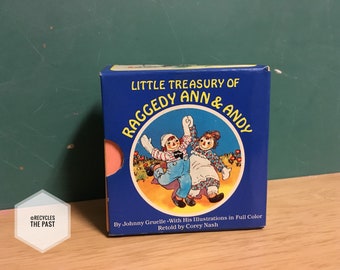 LITTLE TREASURY OF
RAGGEDY ANN & ANDY
By Johnny Gruelle - With His Illustrations in Full Color
Retold by Corey Nash
@RECYCLES
THE PAST